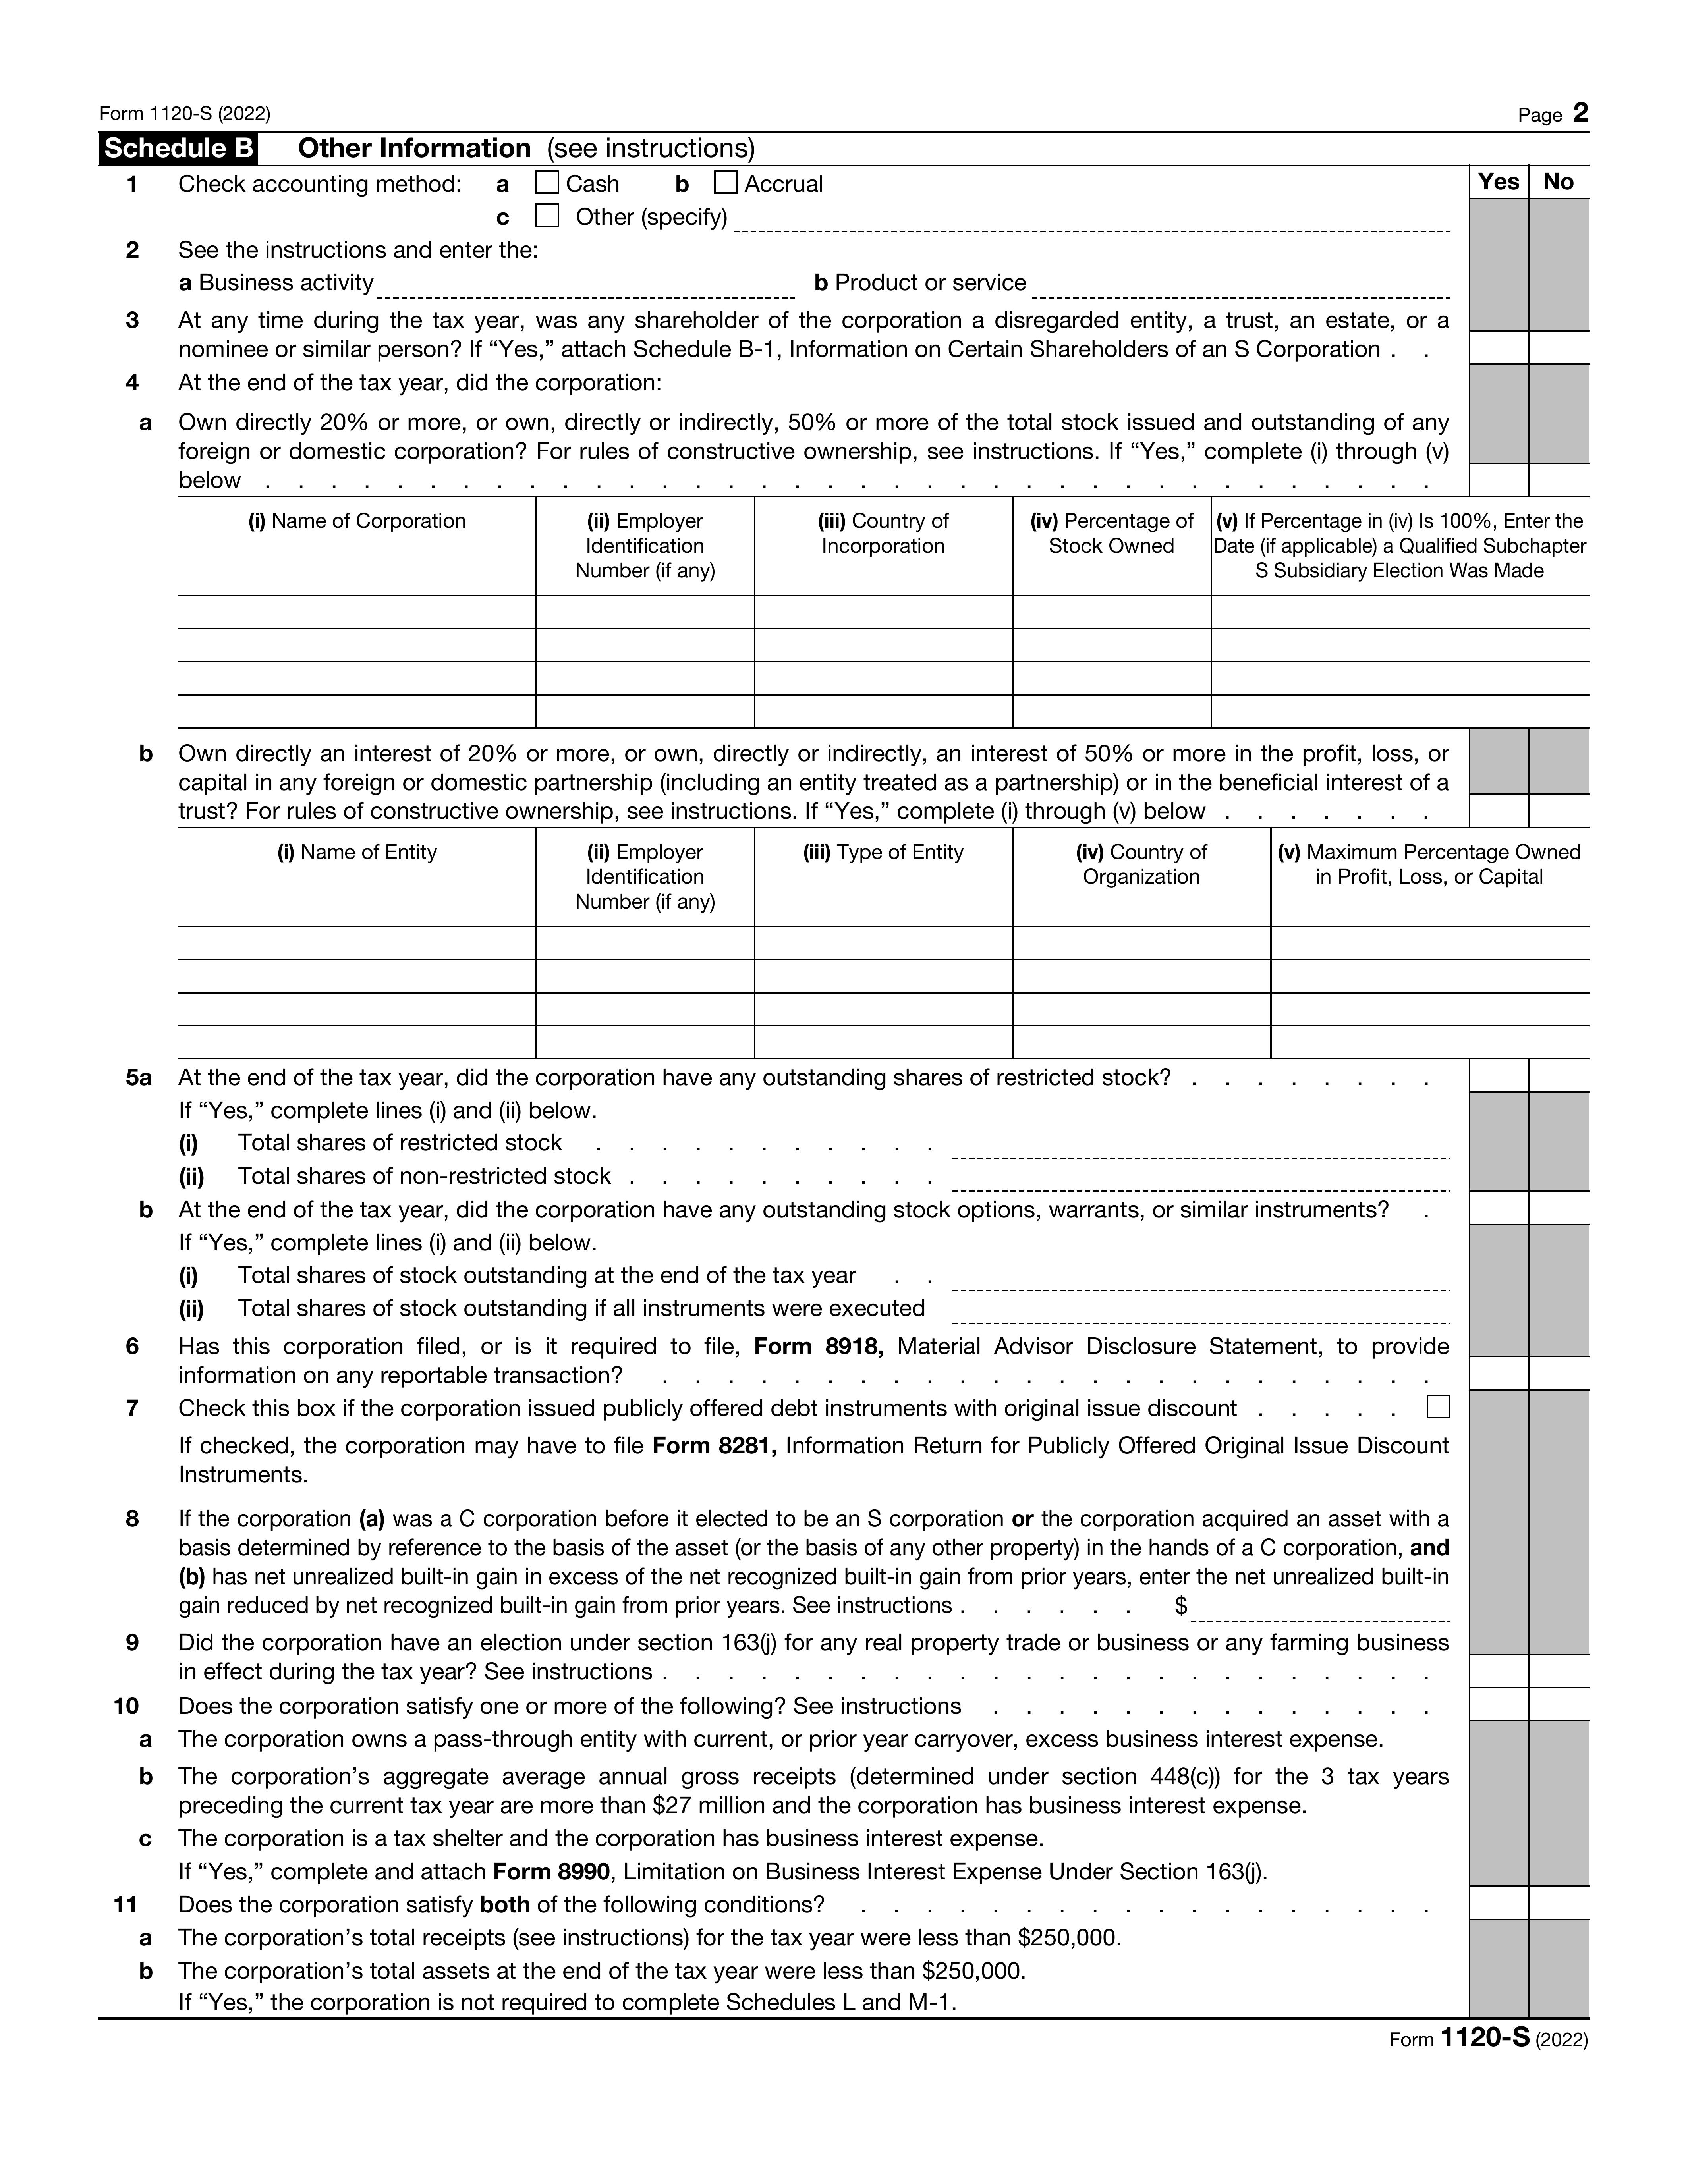 Form 1120-S (2022) Page 2
Schedule B Other Information (see instructions)
1 Check accounting method: a Cash b Accrual Yes No
c Other (specify)
2 See the instructions and enter the:
a Business activity b Product or service
3 At any time during the tax year, was any shareholder of the corporation a disregarded entity, a trust, an estate, or a
nominee or similar person? If “Yes,” attach Schedule B-1, Information on Certain Shareholders of an S Corporation . .
4 At the end of the tax year, did the corporation:
a Own directly 20% or more, or own, directly or indirectly, 50% or more of the total stock issued and outstanding of any
foreign or domestic corporation? For rules of constructive ownership, see instructions. If “Yes,” complete (i) through (v)
below . . . . . . . . . . . . . . . . . . . . . . . . . . . . . . . . . . . .
(i) Name of Corporation (ii) Employer (iii) Country of (iv) Percentage of (v) If Percentage in (iv) Is 100%, Enter the
Identification Incorporation Stock Owned Date (if applicable) a Qualified Subchapter
Number (if any) S Subsidiary Election Was Made
b Own directly an interest of 20% or more, or own, directly or indirectly, an interest of 50% or more in the profit, loss, or
capital in any foreign or domestic partnership (including an entity treated as a partnership) or in the beneficial interest of a
trust? For rules of constructive ownership, see instructions. If “Yes,” complete (i) through (v) below . . . . . . .
(i) Name of Entity (ii) Employer (iii) Type of Entity (iv) Country of (v) Maximum Percentage Owned
Identification Organization in Profit, Loss, or Capital
Number (if any)
5a At the end of the tax year, did the corporation have any outstanding shares of restricted stock? . . . . . . . .
If “Yes,” complete lines (i) and (ii) below.
(i) Total shares of restricted stock . . . . . . . . . . .
(ii) Total shares of non-restricted stock . . . . . . . . . .
b At the end of the tax year, did the corporation have any outstanding stock options, warrants, or similar instruments? .
If “Yes,” complete lines (i) and (ii) below.
(i) Total shares of stock outstanding at the end of the tax year . .
(ii) Total shares of stock outstanding if all instruments were executed
6 Has this corporation filed, or is it required to file, Form 8918, Material Advisor Disclosure Statement, to provide
information on any reportable transaction? . . . . . . . . . . . . . . . . . . . . . . . .
7 Check this box if the corporation issued publicly offered debt instruments with original issue discount . . . . .
If checked, the corporation may have to file Form 8281, Information Return for Publicly Offered Original Issue Discount
Instruments.
8 If the corporation (a) was a C corporation before it elected to be an S corporation or the corporation acquired an asset with a
basis determined by reference to the basis of the asset (or the basis of any other property) in the hands of a C corporation, and
(b) has net unrealized built-in gain in excess of the net recognized built-in gain from prior years, enter the net unrealized built-in
gain reduced by net recognized built-in gain from prior years. See instructions . . . . . . $
9 Did the corporation have an election under section 163(j) for any real property trade or business or any farming business
in effect during the tax year? See instructions . . . . . . . . . . . . . . . . . . . . . . . .
10 Does the corporation satisfy one or more of the following? See instructions . . . . . . . . . . . . . .
a The corporation owns a pass-through entity with current, or prior year carryover, excess business interest expense.
b The corporation’s aggregate average annual gross receipts (determined under section 448(c)) for the 3 tax years
preceding the current tax year are more than $27 million and the corporation has business interest expense.
c The corporation is a tax shelter and the corporation has business interest expense.
If “Yes,” complete and attach Form 8990, Limitation on Business Interest Expense Under Section 163(j).
11 Does the corporation satisfy both of the following conditions? . . . . . . . . . . . . . . . . . .
a The corporation’s total receipts (see instructions) for the tax year were less than $250,000.
b The corporation’s total assets at the end of the tax year were less than $250,000.
If “Yes,” the corporation is not required to complete Schedules L and M-1.
Form 1120-S (2022)